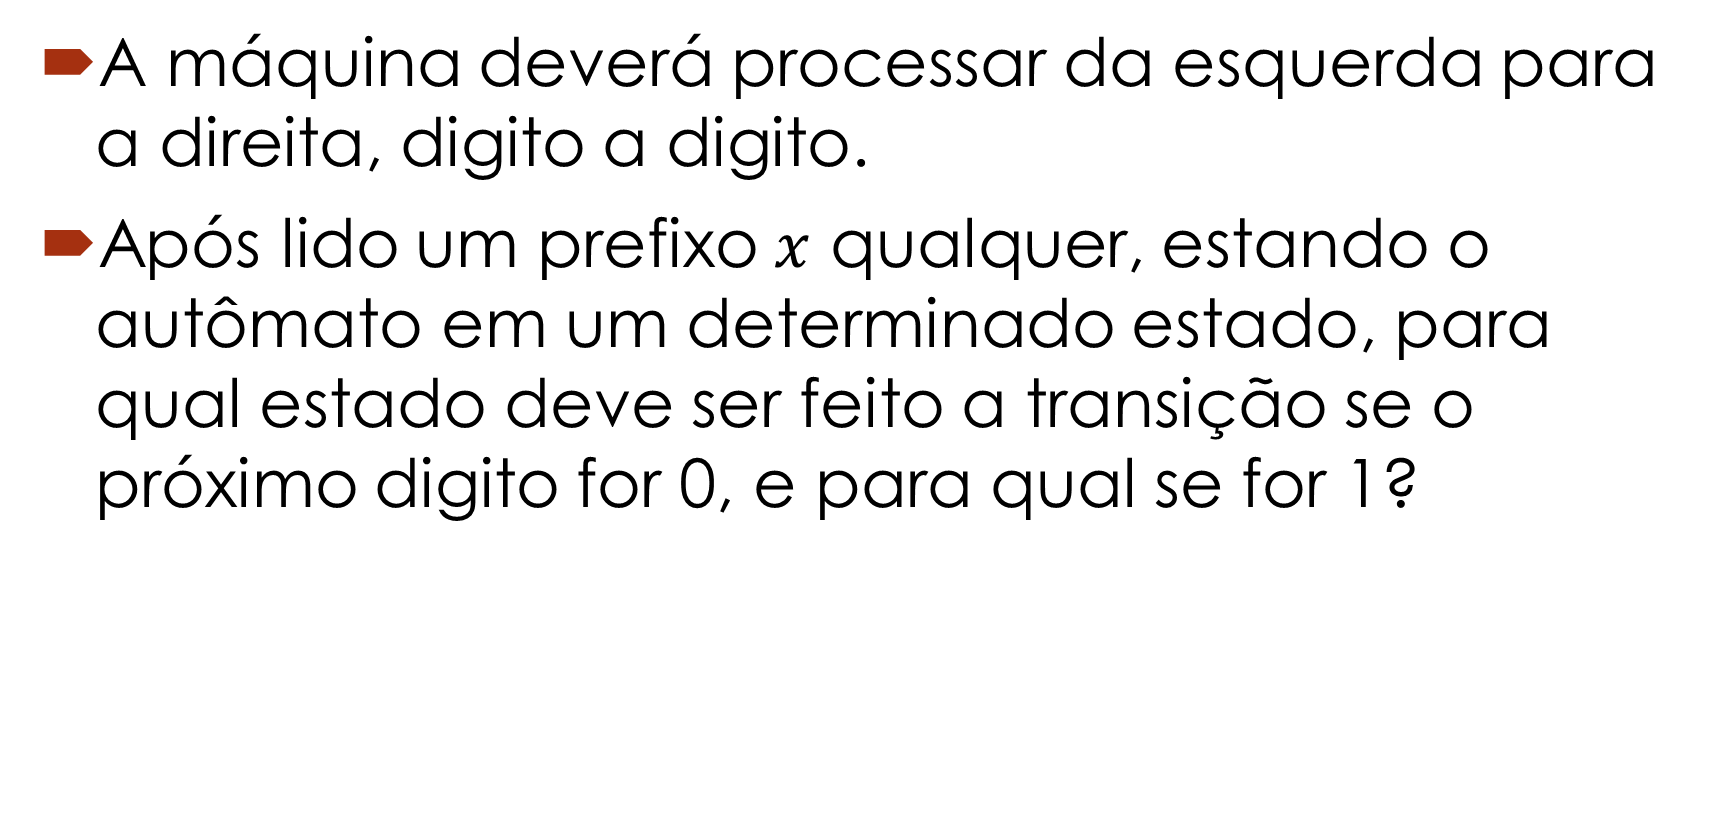 A máquina deverá processar da esquerda para
a direita, digito a digito.
Após lido um prefixo x qualquer, estando o
autômato em um determinado estado, para
qual estado deve ser feito a transição se o
próximo digito for 0, e para qual se for 1?